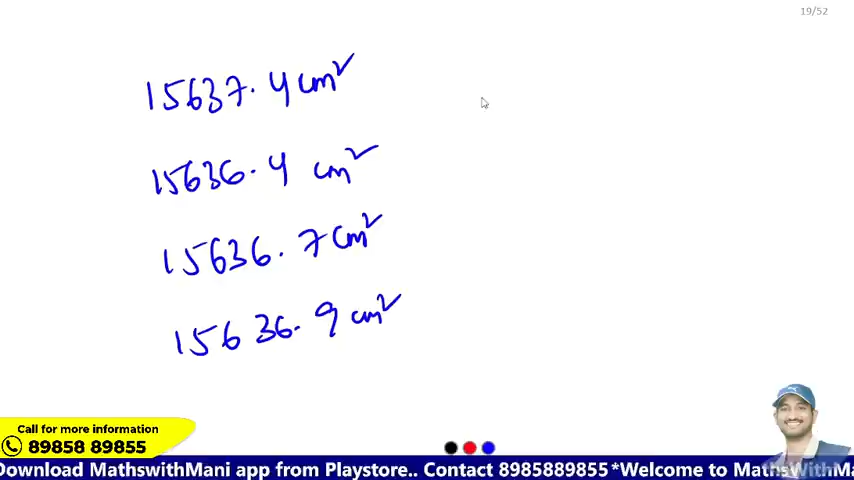 19/52
15637.4 cm²
15636.4 cm²
15636.7 cm²
15636.9 cm²
Call for more information
89858 89855
Download MathswithMani app from Playstore.. Contact 8985889855*Welcome to MathsWithMa